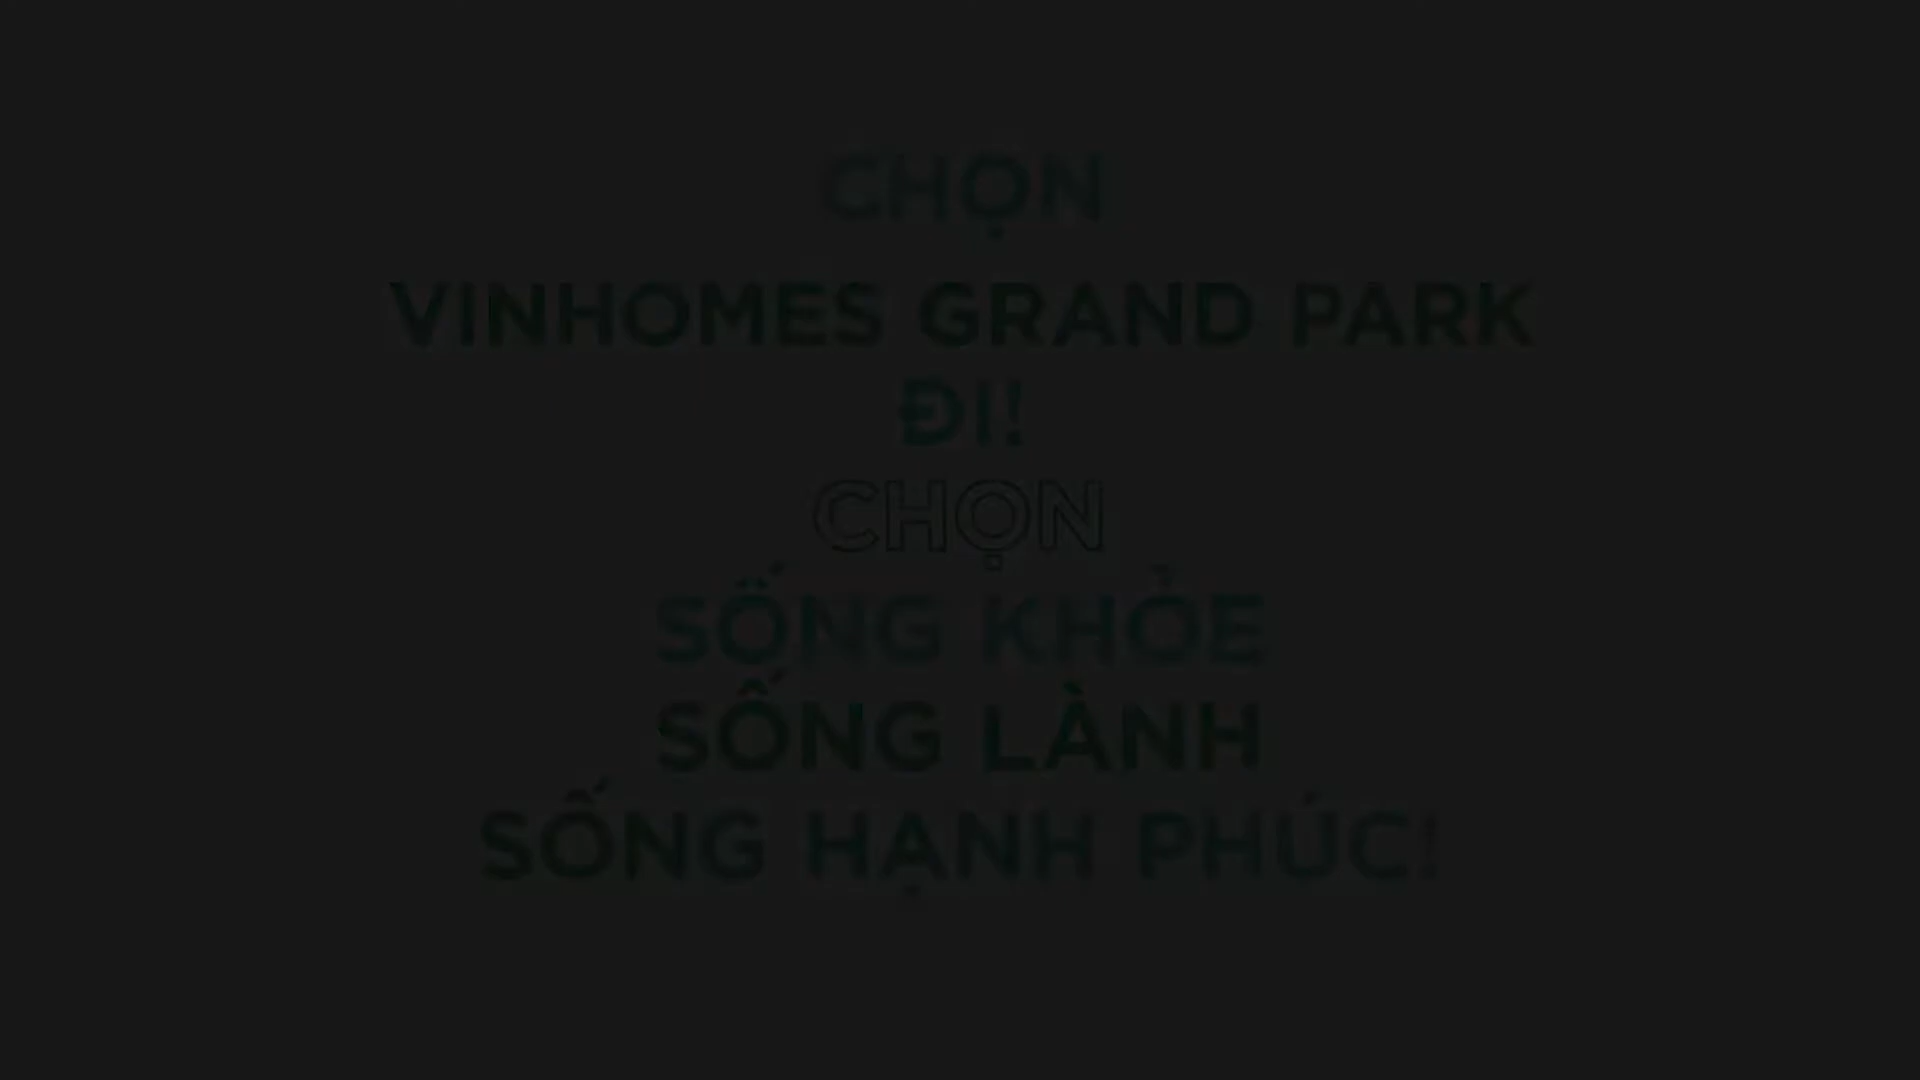 CHỌN
VINHOMES GRAND PARK
ĐI!
CHỌN
SỐNG KHỎE
SỐNG LÀNH
SỐNG HẠNH PHÚC!